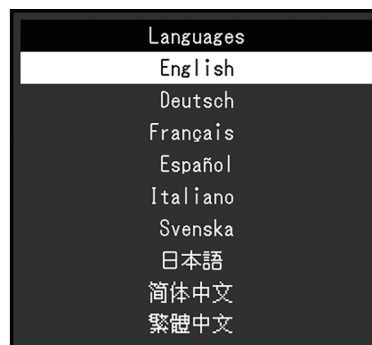 Languages
English
Deutsch
Français
Español
Italiano
Svenska
日本語
简体中文
繁體中文